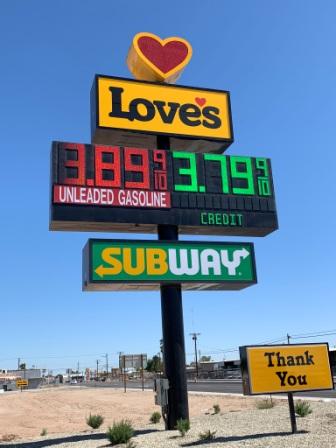 Love's
3.89 9/10 3.79 9/10
UNLEADED GASOLINE
CREDIT
SUBWAY
Thank
You